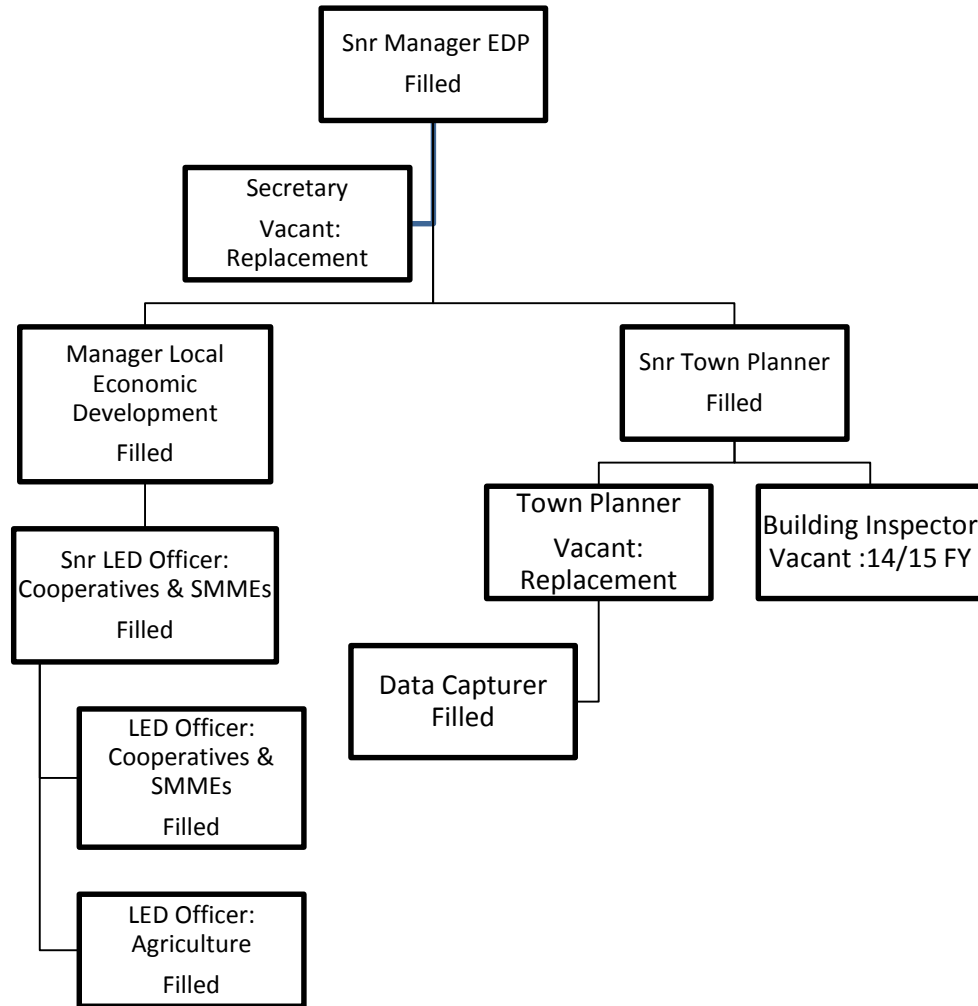 Snr Manager EDP
Filled
Secretary
Vacant:
Replacement
Manager Local
Economic
Development
Filled
Snr Town Planner
Filled
Snr LED Officer:
Cooperatives & SMMEs
Filled
Town Planner
Vacant:
Replacement
Building Inspector
Vacant :14/15 FY
Data Capturer
Filled
LED Officer:
Cooperatives &
SMMEs
Filled
LED Officer:
Agriculture
Filled